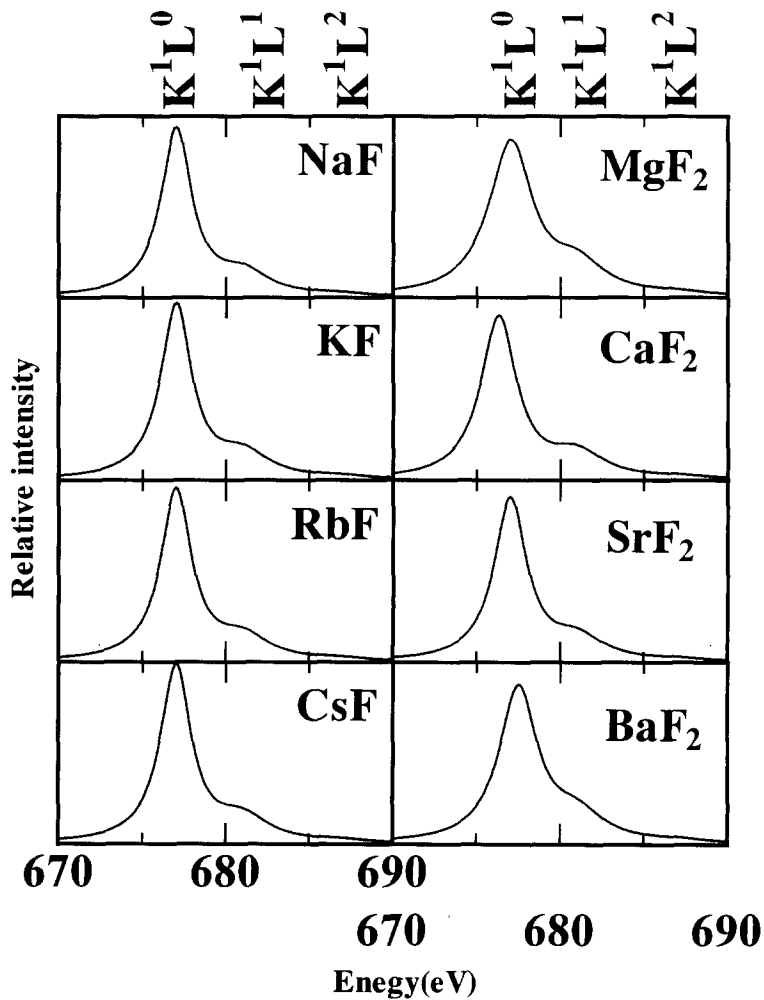 K¹L⁰ K¹L¹ K¹L² K¹L⁰ K¹L¹ K¹L²
NaF MgF₂
KF CaF₂
RbF SrF₂
CsF BaF₂
Relative intensity
670 680 690
670 680 690
Enegy(eV)